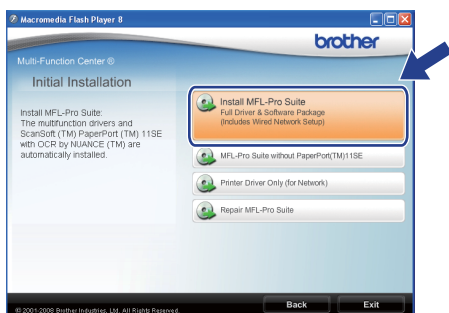 Macromedia Flash Player 8
brother
Multi-Function Center ®
Initial Installation
Install MFL-Pro Suite:
The multifunction drivers and
ScanSoft (TM) PaperPort (TM) 11SE
with OCR by NUANCE (TM) are
automatically installed.
Install MFL-Pro Suite
Full Driver & Software Package
(Includes Wired Network Setup)
MFL-Pro Suite without PaperPort(TM)11SE
Printer Driver Only (for Network)
Repair MFL-Pro Suite
© 2001-2008 Brother Industries, Ltd. All Rights Reserved.
Back
Exit